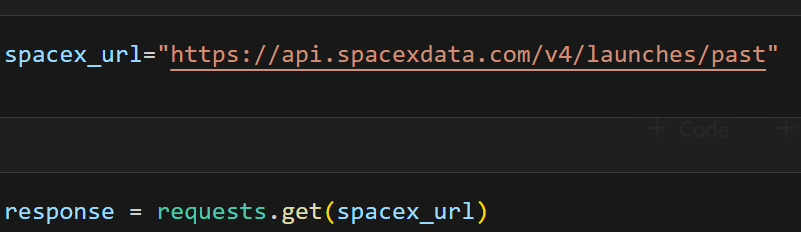 spacex_url="https://api.spacexdata.com/v4/launches/past"
+ Code +
response = requests.get(spacex_url)